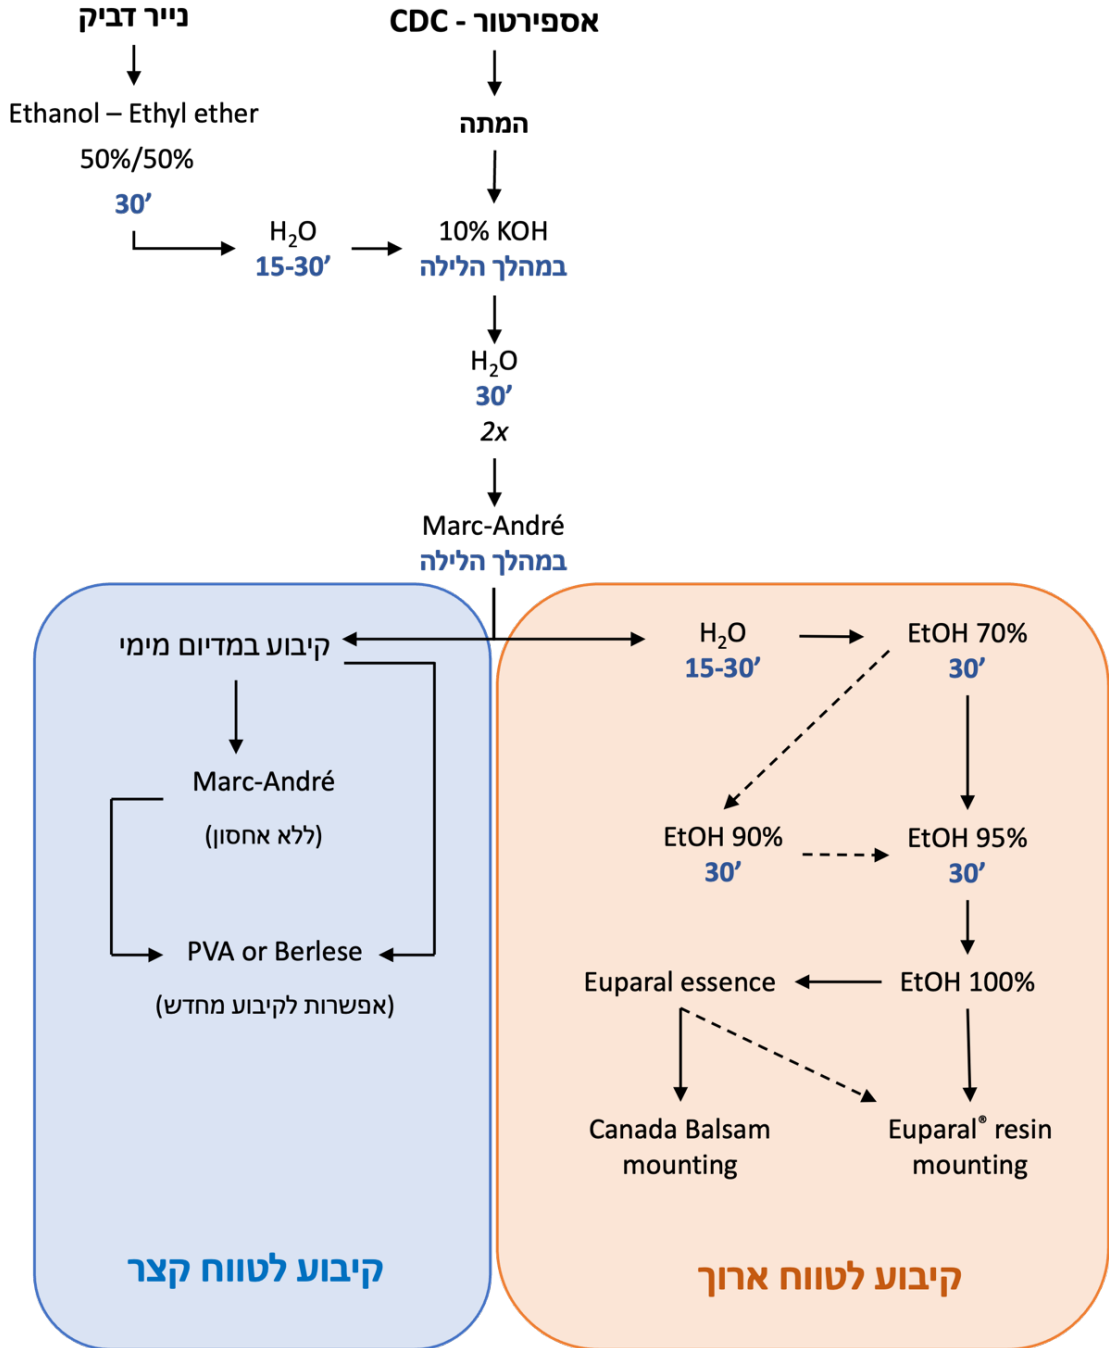 נייר דביק
Ethanol – Ethyl ether
50%/50%
30’
H₂O
15-30’
אספירטור - CDC
המתה
10% KOH
במהלך הלילה
H₂O
30’
2x
Marc-André
במהלך הלילה
קיבוע במדיום מימי
Marc-André
(ללא אחסון)
PVA or Berlese
(אפשרות לקיבוע מחדש)
קיבוע לטווח קצר
H₂O
15-30’
EtOH 70%
30’
EtOH 90%
30’
EtOH 95%
30’
EtOH 100%
Euparal essence
Canada Balsam
mounting
Euparal® resin
mounting
קיבוע לטווח ארוך